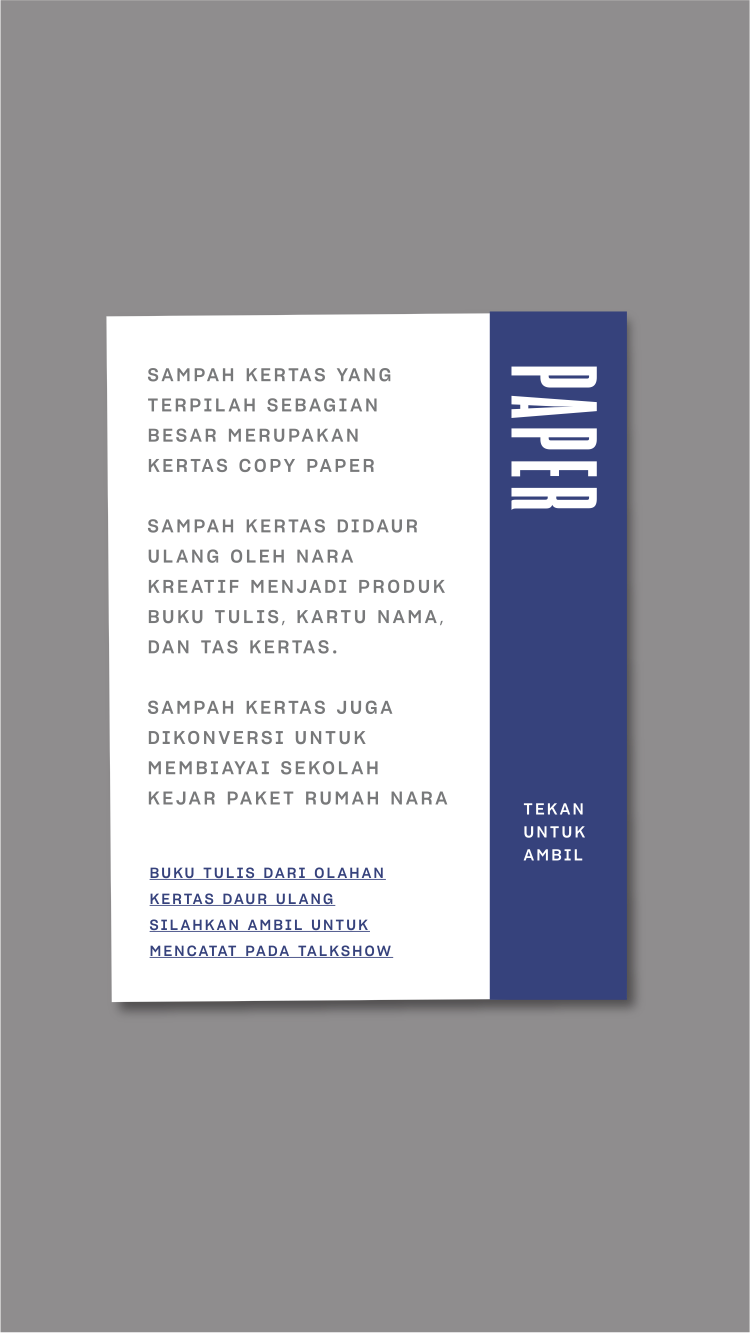 SAMPAH KERTAS YANG
TERPILAH SEBAGIAN
BESAR MERUPAKAN
KERTAS COPY PAPER
SAMPAH KERTAS DIDAUR
ULANG OLEH NARA
KREATIF MENJADI PRODUK
BUKU TULIS, KARTU NAMA,
DAN TAS KERTAS.
SAMPAH KERTAS JUGA
DIKONVERSI UNTUK
MEMBIAYAI SEKOLAH
KEJAR PAKET RUMAH NARA
BUKU TULIS DARI OLAHAN
KERTAS DAUR ULANG
SILAHKAN AMBIL UNTUK
MENCATAT PADA TALKSHOW
PAPER
TEKAN
UNTUK
AMBIL